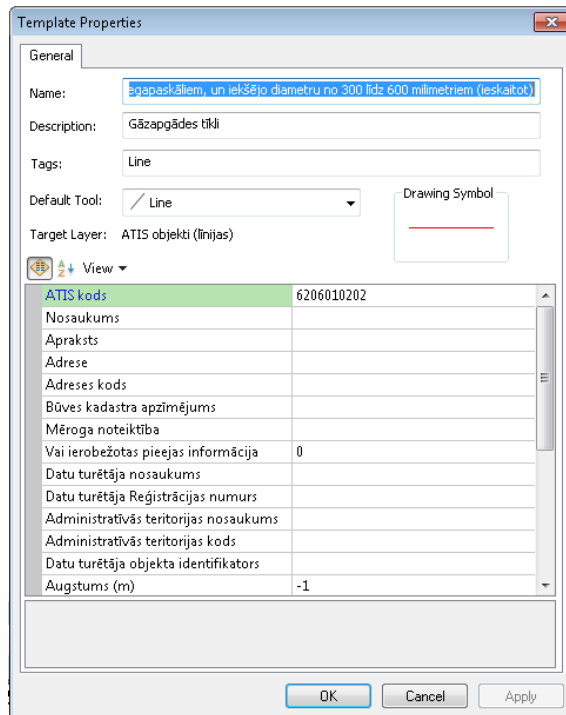 Template Properties
General
Name: egapaskāliem, un iekšējo diametru no 300 līdz 600 milimetriem (ieskaitot)
Description: Gāzapgādes tīkli
Tags: Line
Default Tool: Line
Drawing Symbol
Target Layer: ATIS objekti (līnijas)
View
ATIS kods 6206010202
Nosaukums
Apraksts
Adrese
Adreses kods
Būves kadastra apzīmējums
Mēroga noteiktība
Vai ierobežotas pieejas informācija 0
Datu turētāja nosaukums
Datu turētāja Reģistrācijas numurs
Administratīvās teritorijas nosaukums
Administratīvās teritorijas kods
Datu turētāja objekta identifikators
Augstums (m) -1
OK Cancel Apply